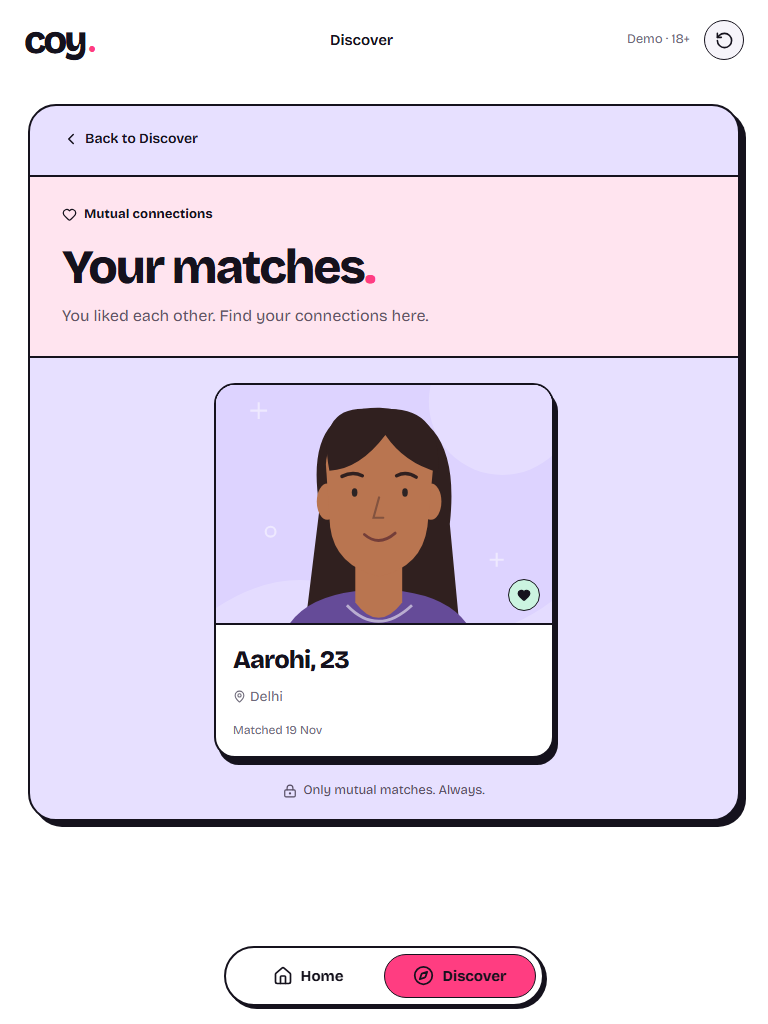 coy.
Discover
Demo · 18+
Back to Discover
Mutual connections
Your matches.
You liked each other. Find your connections here.
Aarohi, 23
Delhi
Matched 19 Nov
Only mutual matches. Always.
Home
Discover